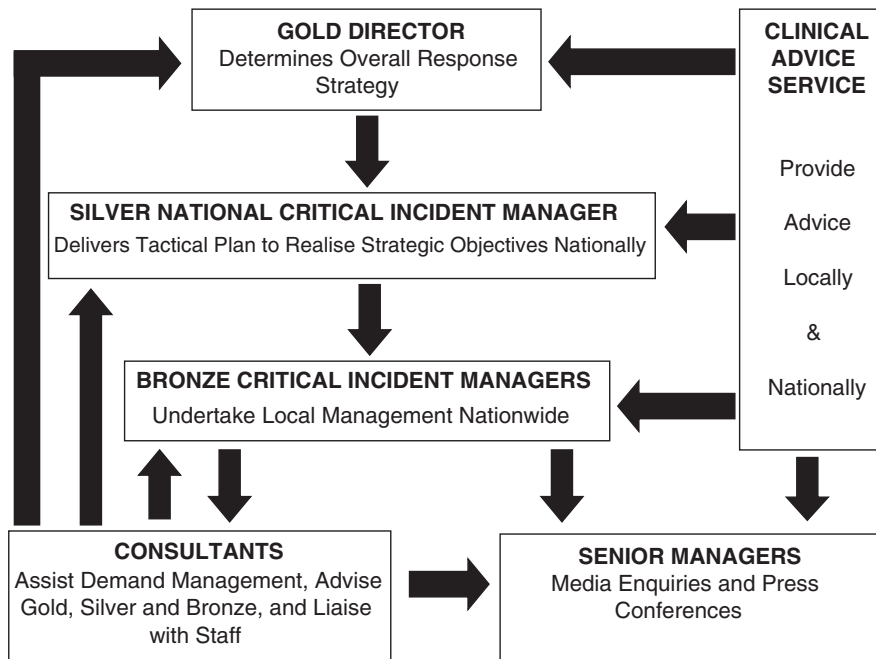 GOLD DIRECTOR
Determines Overall Response
Strategy
CLINICAL
ADVICE
SERVICE
Provide
Advice
Locally
&
Nationally
SILVER NATIONAL CRITICAL INCIDENT MANAGER
Delivers Tactical Plan to Realise Strategic Objectives Nationally
BRONZE CRITICAL INCIDENT MANAGERS
Undertake Local Management Nationwide
CONSULTANTS
Assist Demand Management, Advise
Gold, Silver and Bronze, and Liaise
with Staff
SENIOR MANAGERS
Media Enquiries and Press
Conferences